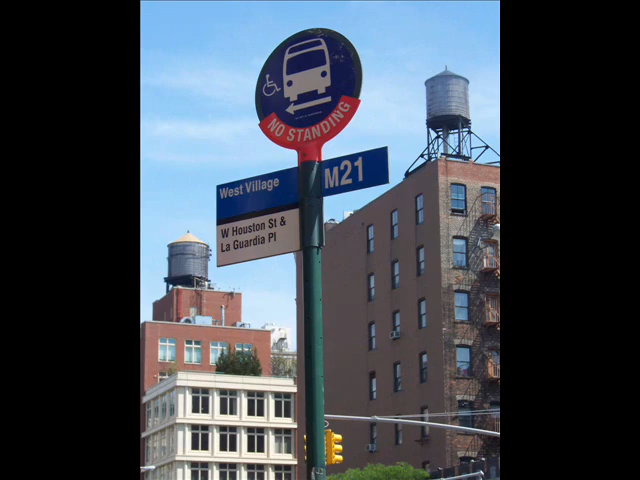 NO STANDING
West Village
M21
W Houston St &
La Guardia Pl